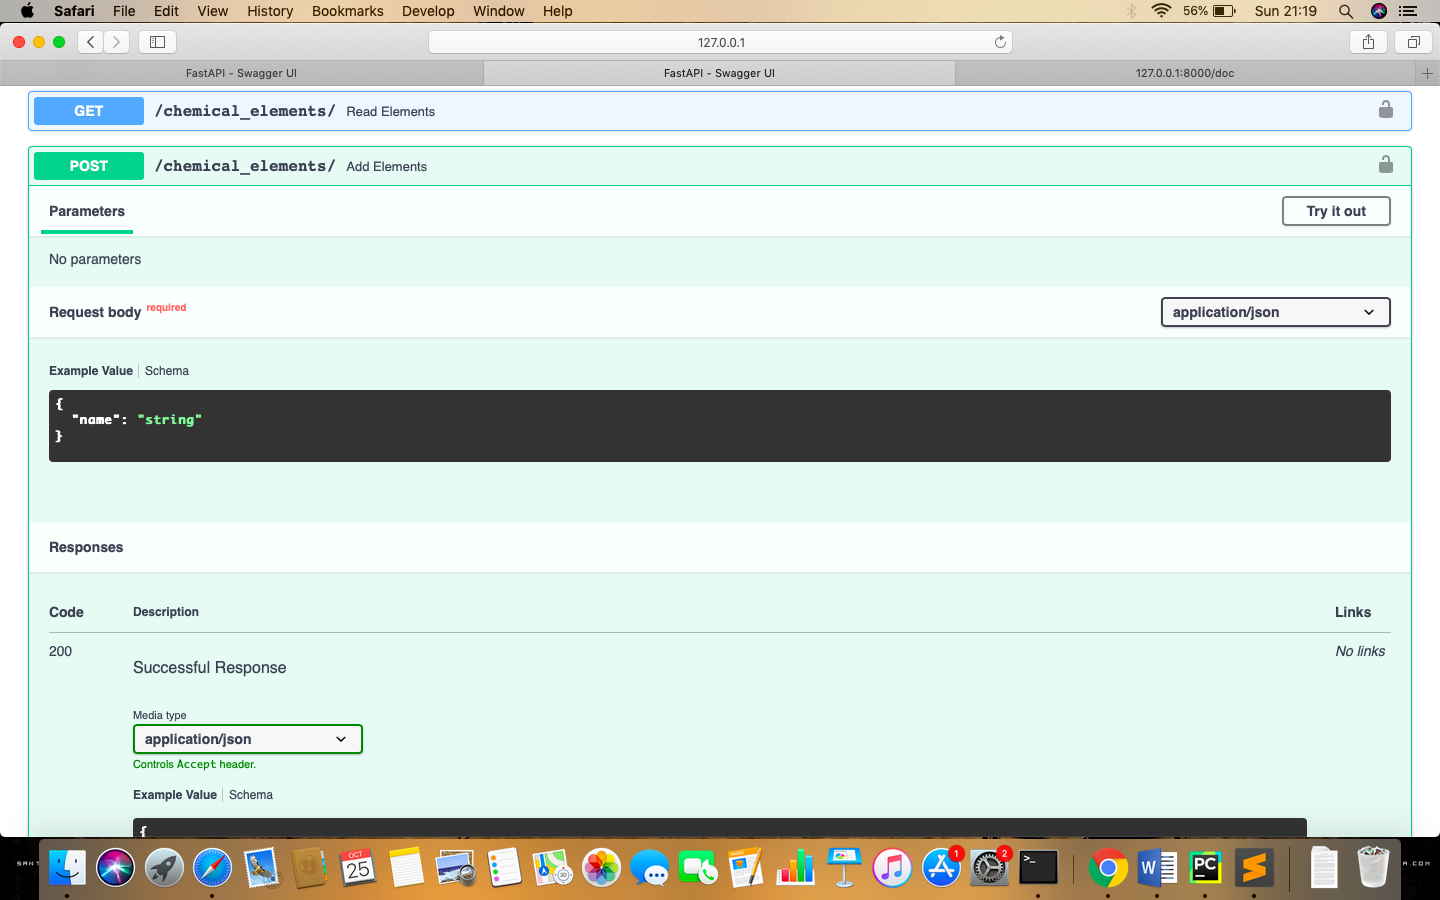 Safari File Edit View History Bookmarks Develop Window Help 56% Sun 21:19
127.0.0.1
FastAPI - Swagger UI FastAPI - Swagger UI 127.0.0.1:8000/doc
GET /chemical_elements/ Read Elements
POST /chemical_elements/ Add Elements
Parameters Try it out
No parameters
Request body required application/json
Example Value Schema
{
"name": "string"
}
Responses
Code Description Links
200 Successful Response No links
Media type
application/json
Controls Accept header.
Example Value Schema
{
OCT
25
1
2
>_
W
PC